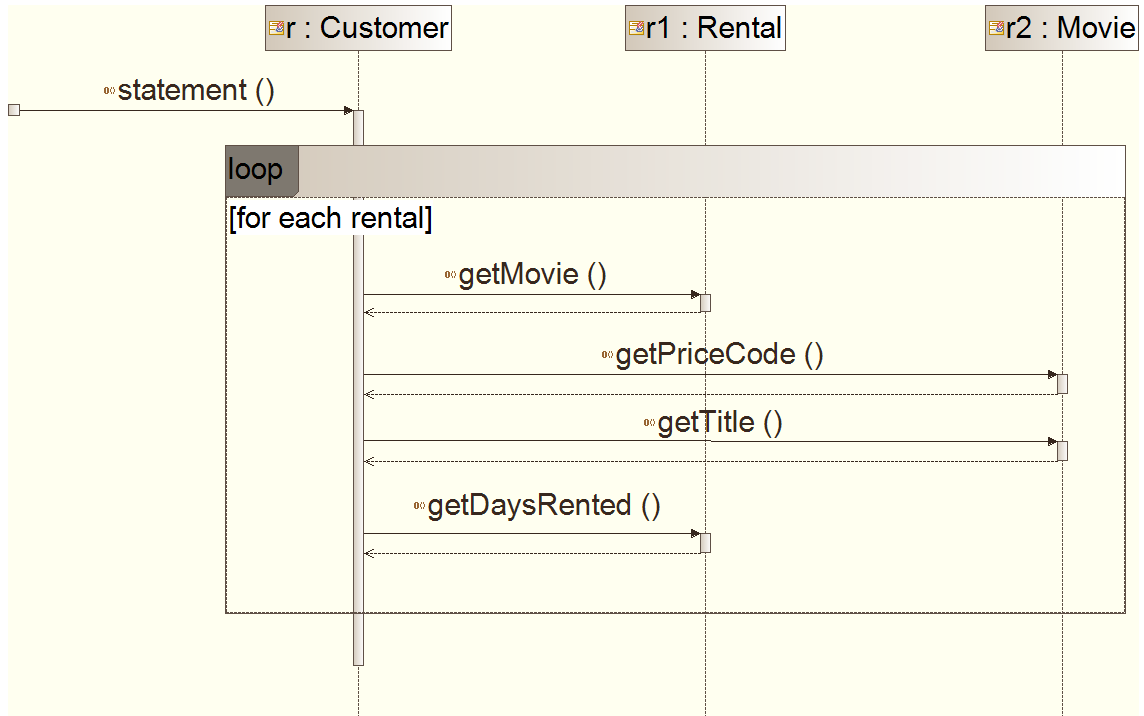 r : Customer
r1 : Rental
r2 : Movie
statement ()
loop
[for each rental]
getMovie ()
getPriceCode ()
getTitle ()
getDaysRented ()